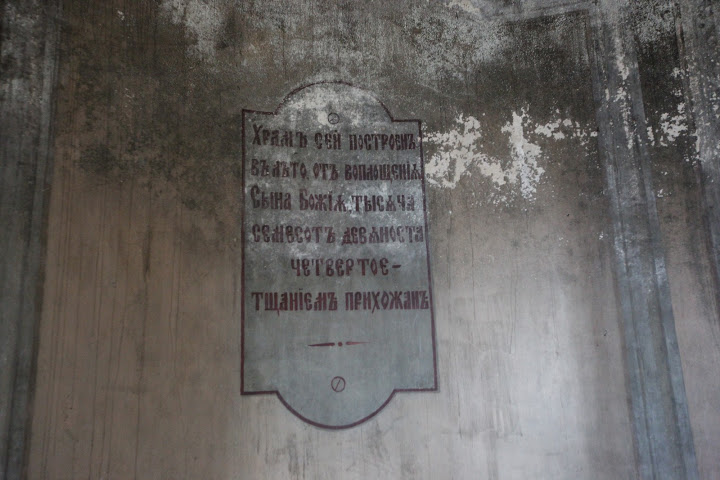 Храмъ сей построенъ
въ лѣто, отъ воплощенія
Сына Божія, тысяча
семьсотъ девяноста
четвертое-
тщаніемъ прихожанъ